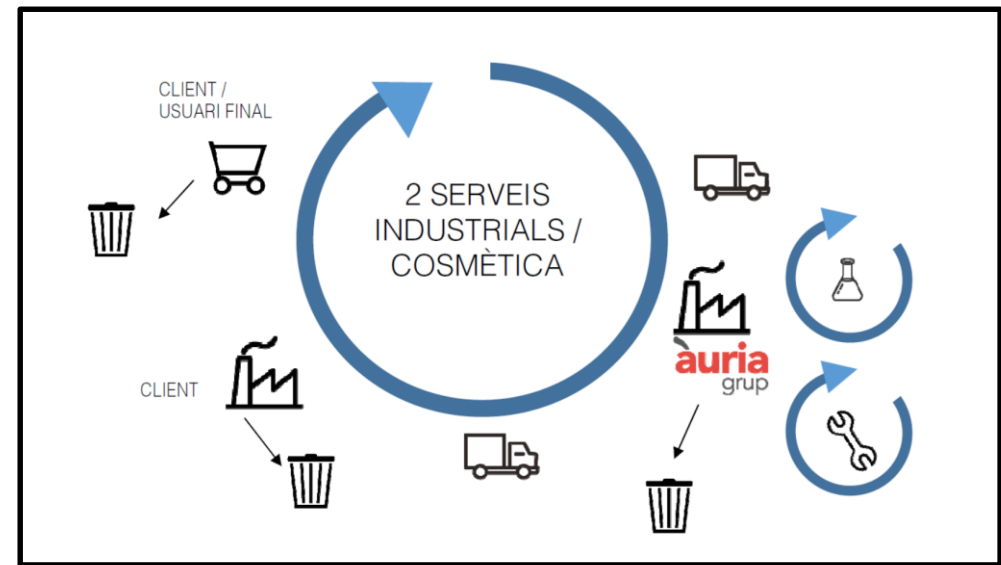 CLIENT /
USUARI FINAL
2 SERVEIS
INDUSTRIALS /
COSMÈTICA
àuria
grup
CLIENT